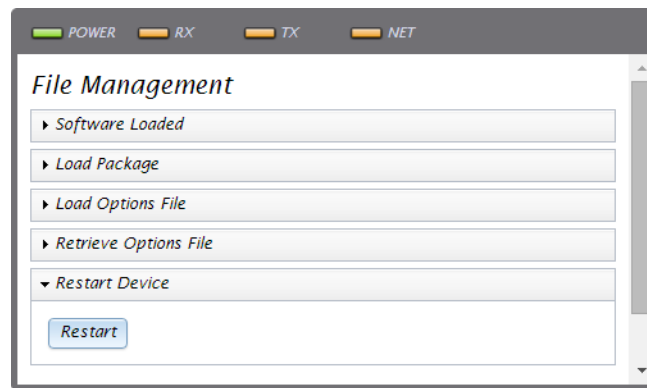 POWER RX TX NET
File Management
Software Loaded
Load Package
Load Options File
Retrieve Options File
Restart Device
Restart